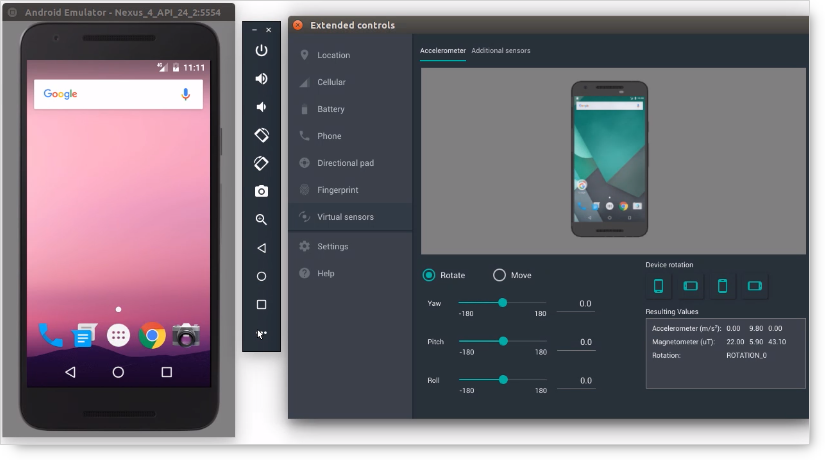 Android Emulator - Nexus_4_API_24_2:5554
11:11
Google
Extended controls
Location
Cellular
Battery
Phone
Directional pad
Fingerprint
Virtual sensors
Settings
Help
Accelerometer Additional sensors
Rotate Move
Yaw 0.0
-180 180
Pitch 0.0
-180 180
Roll 0.0
-180 180
Device rotation
Resulting Values
Accelerometer (m/s²): 0.00 9.80 0.00
Magnetometer (uT): 22.00 5.90 43.10
Rotation: ROTATION_0